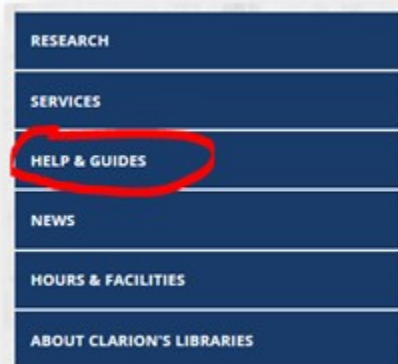 RESEARCH
SERVICES
HELP & GUIDES
NEWS
HOURS & FACILITIES
ABOUT CLARION'S LIBRARIES